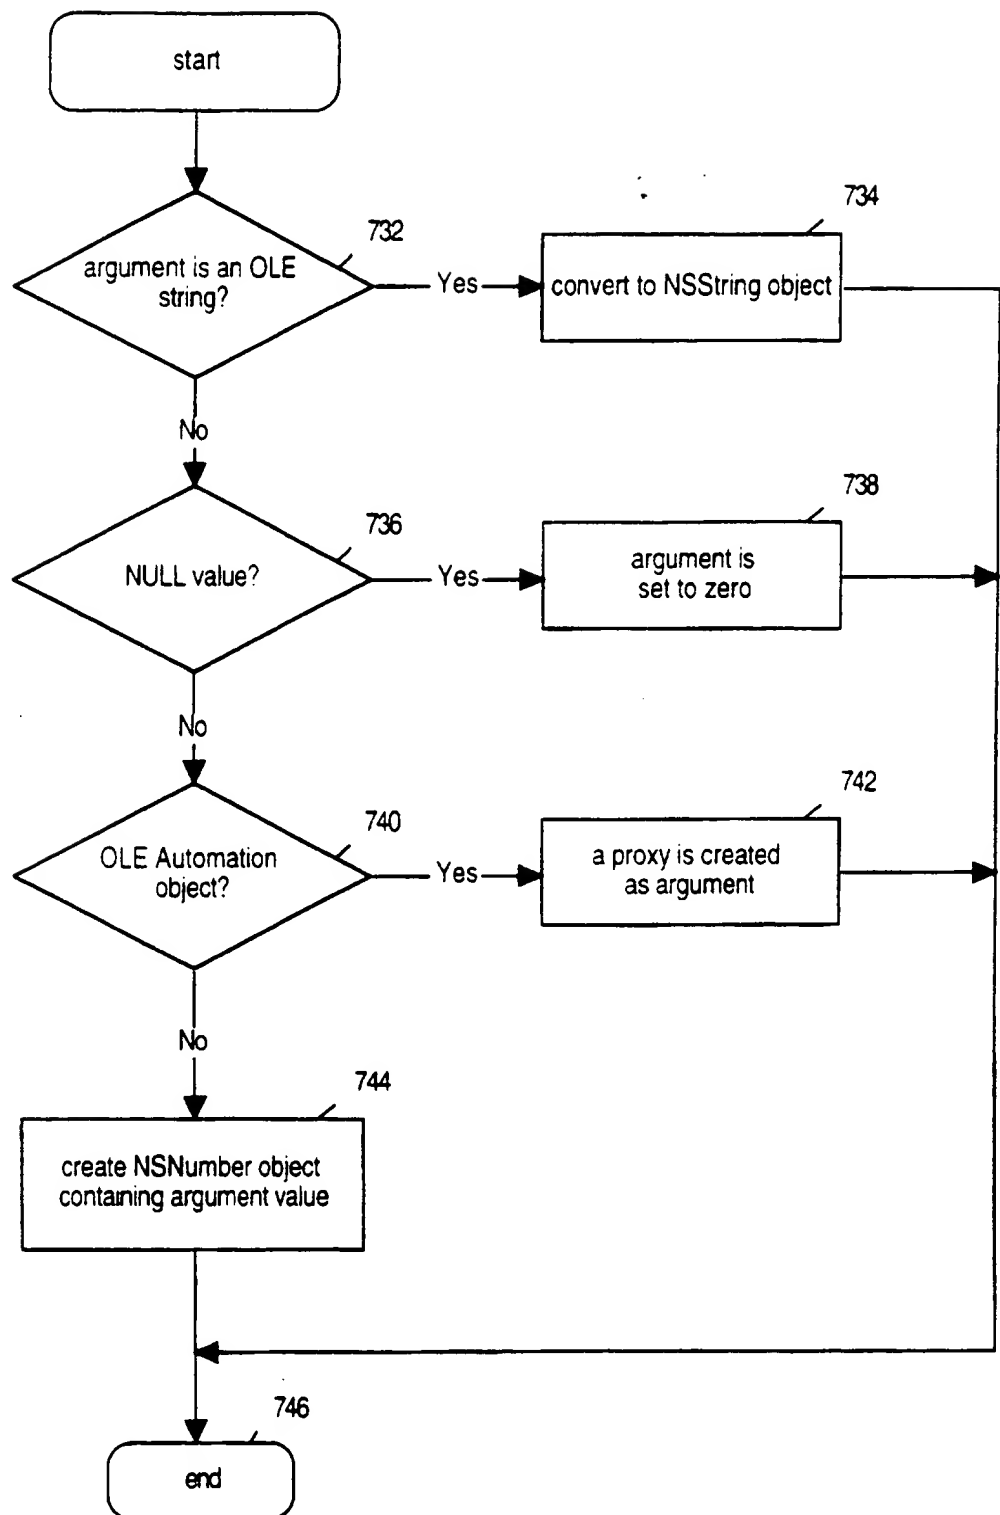 start
732
argument is an OLE
string?
Yes
734
convert to NSString object
No
736
NULL value?
Yes
738
argument is
set to zero
No
740
OLE Automation
object?
Yes
742
a proxy is created
as argument
No
744
create NSNumber object
containing argument value
746
end